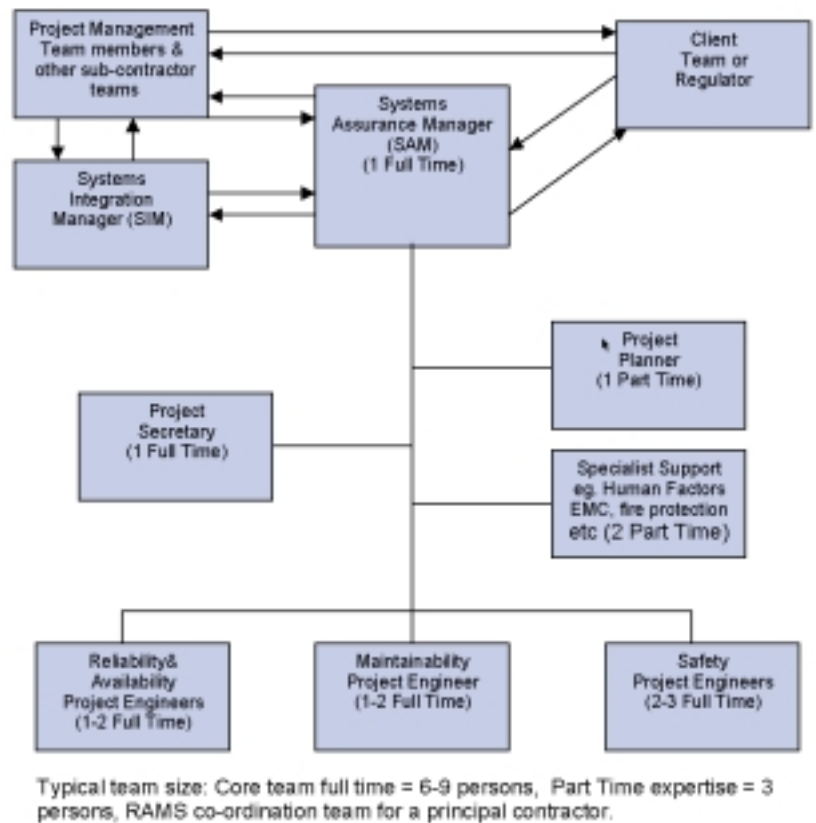 Project Management
Team members &
other sub-contractor
teams
Client
Team or
Regulator
Systems
Assurance Manager
(SAM)
(1 Full Time)
Systems
Integration
Manager (SIM)
Project
Planner
(1 Part Time)
Project
Secretary
(1 Full Time)
Specialist Support
eg. Human Factors
EMC, fire protection
etc (2 Part Time)
Reliability&
Availability
Project Engineers
(1-2 Full Time)
Maintainability
Project Engineer
(1-2 Full Time)
Safety
Project Engineers
(2-3 Full Time)
Typical team size: Core team full time = 6-9 persons, Part Time expertise = 3
persons, RAMS co-ordination team for a principal contractor.